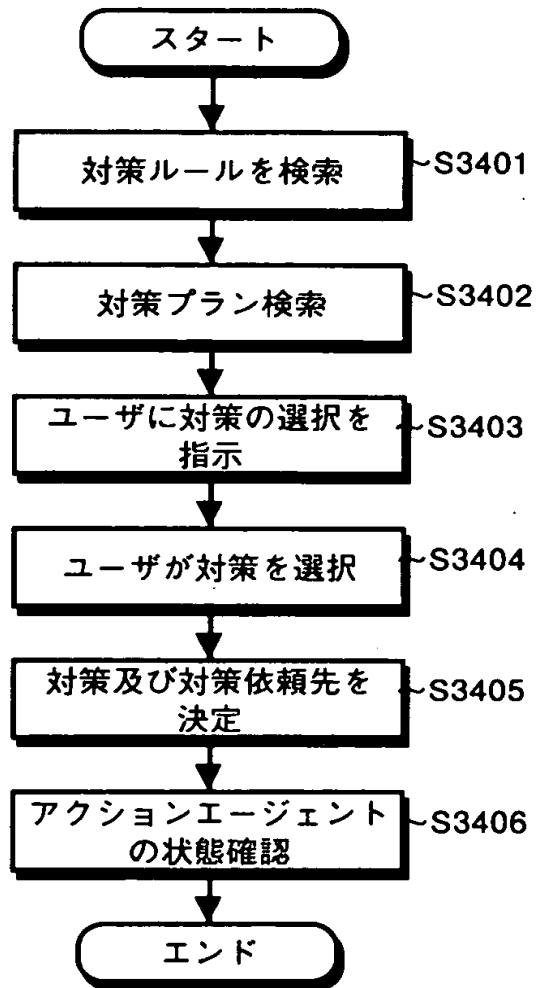 スタート
対策ルールを検索
S3401
対策プラン検索
S3402
ユーザに対策の選択を
指示
S3403
ユーザが対策を選択
S3404
対策及び対策依頼先を
決定
S3405
アクションエージェント
の状態確認
S3406
エンド